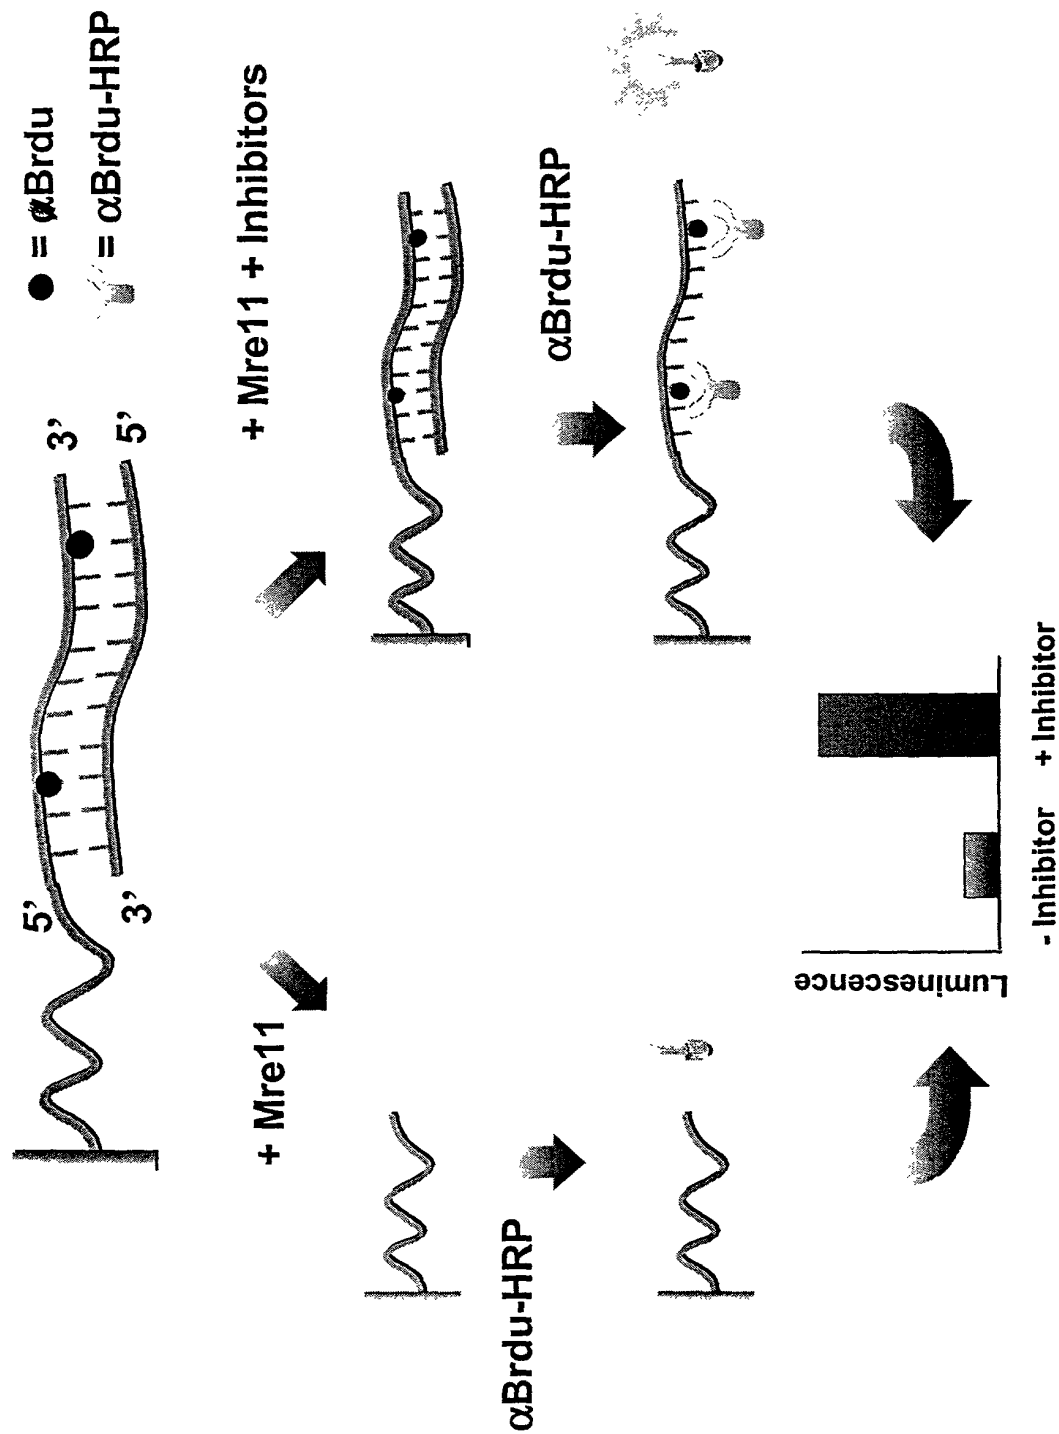 = αBrdu
= αBrdu-HRP
5’
3’
3’
5’
+ Mre11
+ Mre11 + Inhibitors
αBrdu-HRP
αBrdu-HRP
Luminescence
- Inhibitor + Inhibitor